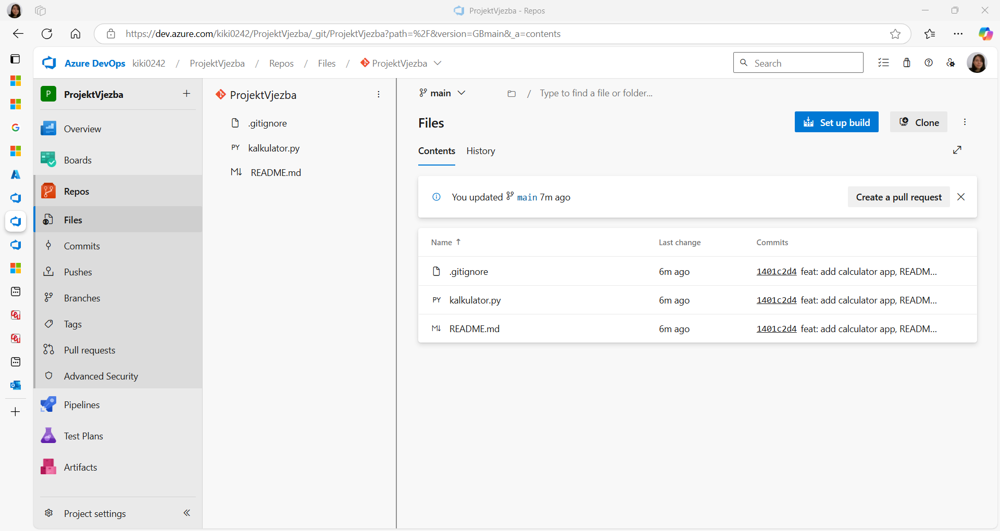 ProjektVjezba - Repos
https://dev.azure.com/kiki0242/ProjektVjezba/_git/ProjektVjezba?path=%2F&version=GBmain&_a=contents
Azure DevOps kiki0242 / ProjektVjezba / Repos / Files / ProjektVjezba
Search
P ProjektVjezba +
Overview
Boards
Repos
Files
Commits
Pushes
Branches
Tags
Pull requests
Advanced Security
Pipelines
Test Plans
Artifacts
Project settings
ProjektVjezba
.gitignore
PY kalkulator.py
M↓ README.md
main / Type to find a file or folder...
Files
Set up build
Clone
Contents History
You updated main 7m ago
Create a pull request
Name ↑ Last change Commits
.gitignore 6m ago 1401c2d4 feat: add calculator app, READM...
PY kalkulator.py 6m ago 1401c2d4 feat: add calculator app, READM...
M↓ README.md 6m ago 1401c2d4 feat: add calculator app, READM...